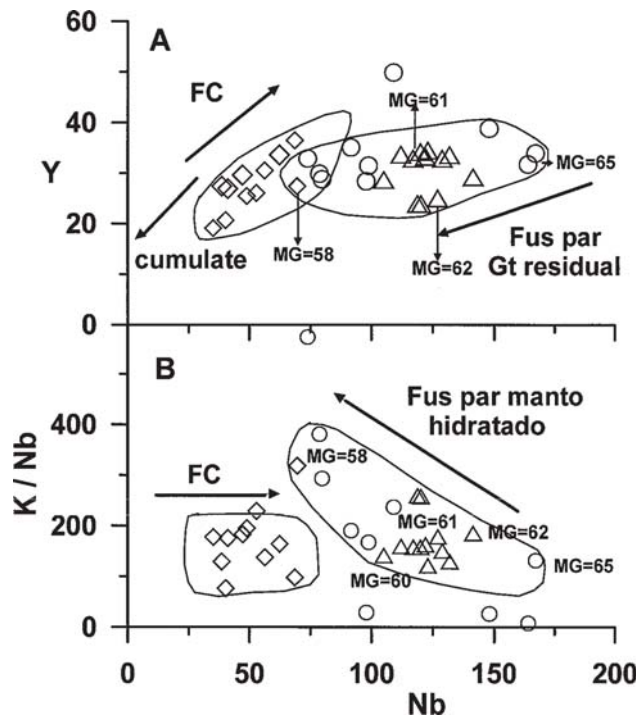 60
A
FC
MG=61
40
Y
MG=65
20
cumulate
MG=58
MG=62
Fus par
Gt residual
0
B
Fus par manto
hidratado
400
FC
MG=58
200
MG=61
MG=62
MG=60
MG=65
0
0
50
100
150
200
K / Nb
Nb